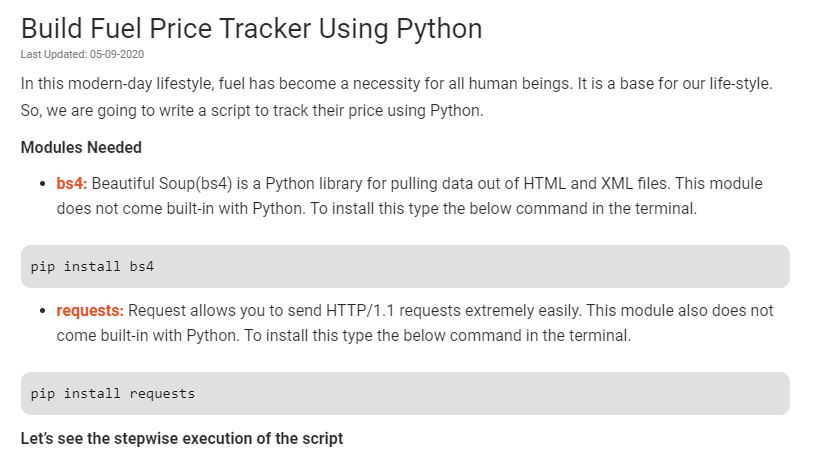 Build Fuel Price Tracker Using Python
Last Updated: 05-09-2020
In this modern-day lifestyle, fuel has become a necessity for all human beings. It is a base for our life-style.
So, we are going to write a script to track their price using Python.
Modules Needed
• bs4: Beautiful Soup(bs4) is a Python library for pulling data out of HTML and XML files. This module
does not come built-in with Python. To install this type the below command in the terminal.
pip install bs4
• requests: Request allows you to send HTTP/1.1 requests extremely easily. This module also does not
come built-in with Python. To install this type the below command in the terminal.
pip install requests
Let's see the stepwise execution of the script